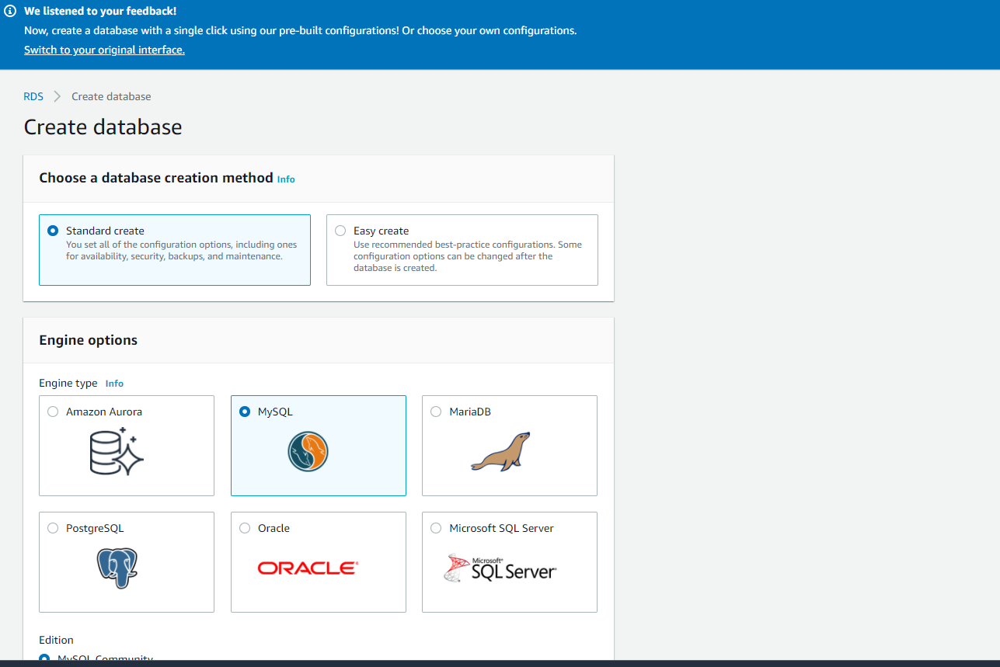 We listened to your feedback!
Now, create a database with a single click using our pre-built configurations! Or choose your own configurations.
Switch to your original interface.
RDS
Create database
Create database
Choose a database creation method Info
Standard create
You set all of the configuration options, including ones
for availability, security, backups, and maintenance.
Easy create
Use recommended best-practice configurations. Some
configuration options can be changed after the
database is created.
Engine options
Engine type Info
Amazon Aurora
MySQL
MariaDB
PostgreSQL
Oracle
ORACLE
Microsoft SQL Server
Microsoft
SQL Server
Edition
MySQL Community